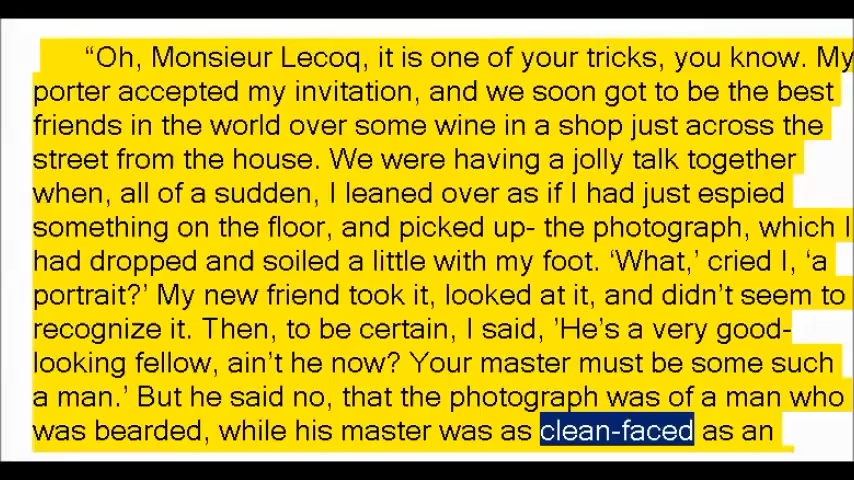 “Oh, Monsieur Lecoq, it is one of your tricks, you know. My
porter accepted my invitation, and we soon got to be the best
friends in the world over some wine in a shop just across the
street from the house. We were having a jolly talk together
when, all of a sudden, I leaned over as if I had just espied
something on the floor, and picked up- the photograph, which I
had dropped and soiled a little with my foot. ‘What,’ cried I, ‘a
portrait?’ My new friend took it, looked at it, and didn’t seem to
recognize it. Then, to be certain, I said, ’He’s a very good-
looking fellow, ain’t he now? Your master must be some such
a man.’ But he said no, that the photograph was of a man who
was bearded, while his master was as clean-faced as an